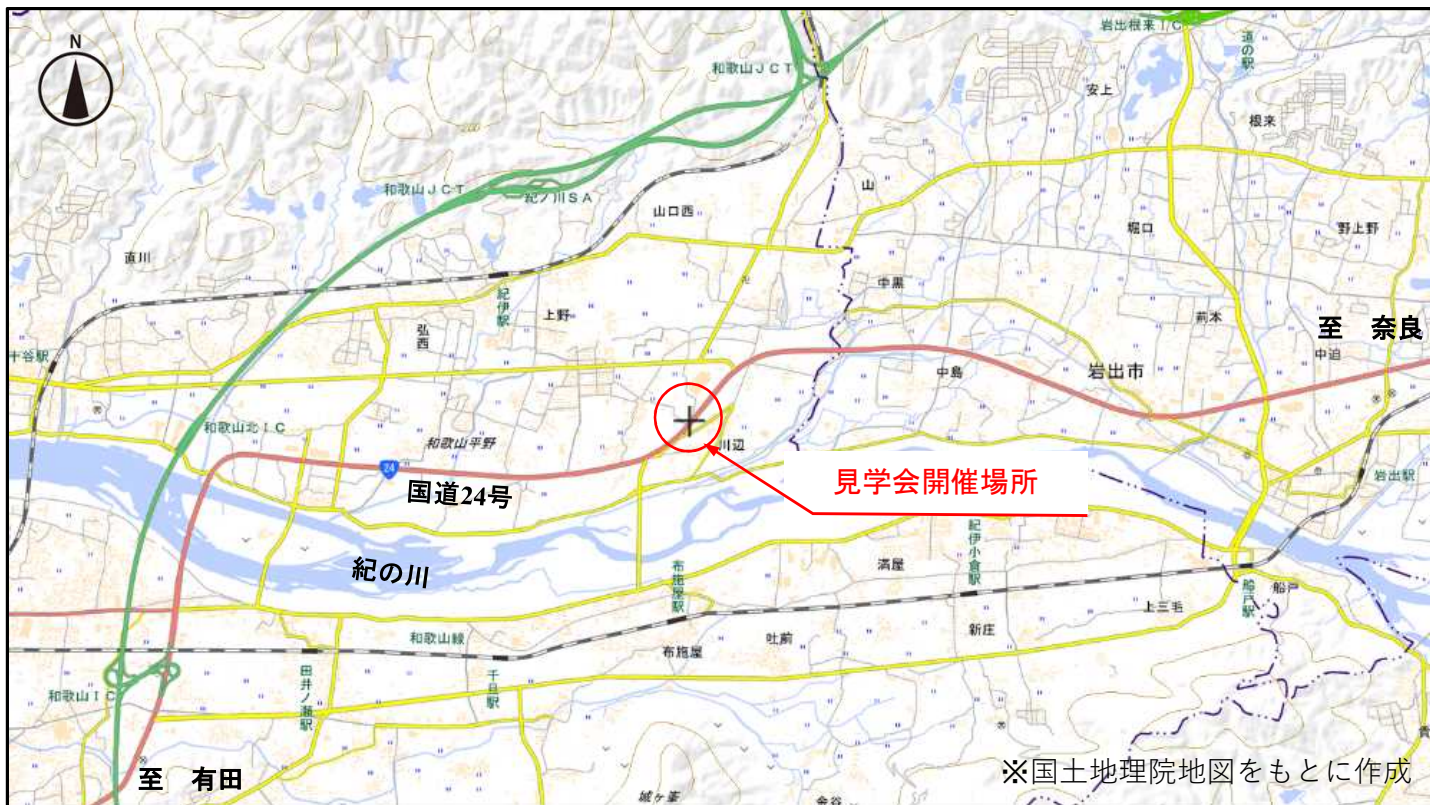 N
岩出根来IC
道の駅
和歌山JCT
安上
根来
和歌山JCT
紀ノ川SA
山
山口西
堀口
野上野
直川
中黒
紀伊駅
上野
弘西
荊本
至 奈良
中迫
十谷駅
中島
岩出市
和歌山北IC
和歌山平野
川辺
24
国道24号
見学会開催場所
岩出駅
紀の川
布施屋駅
満屋
紀伊小倉駅
船戸駅
船戸
上三毛
和歌山線
吐前
新庄
布施屋
田井ノ瀬駅
千旦駅
和歌山IC
貴
至 有田
※国土地理院地図をもとに作成
城ヶ峯
金谷